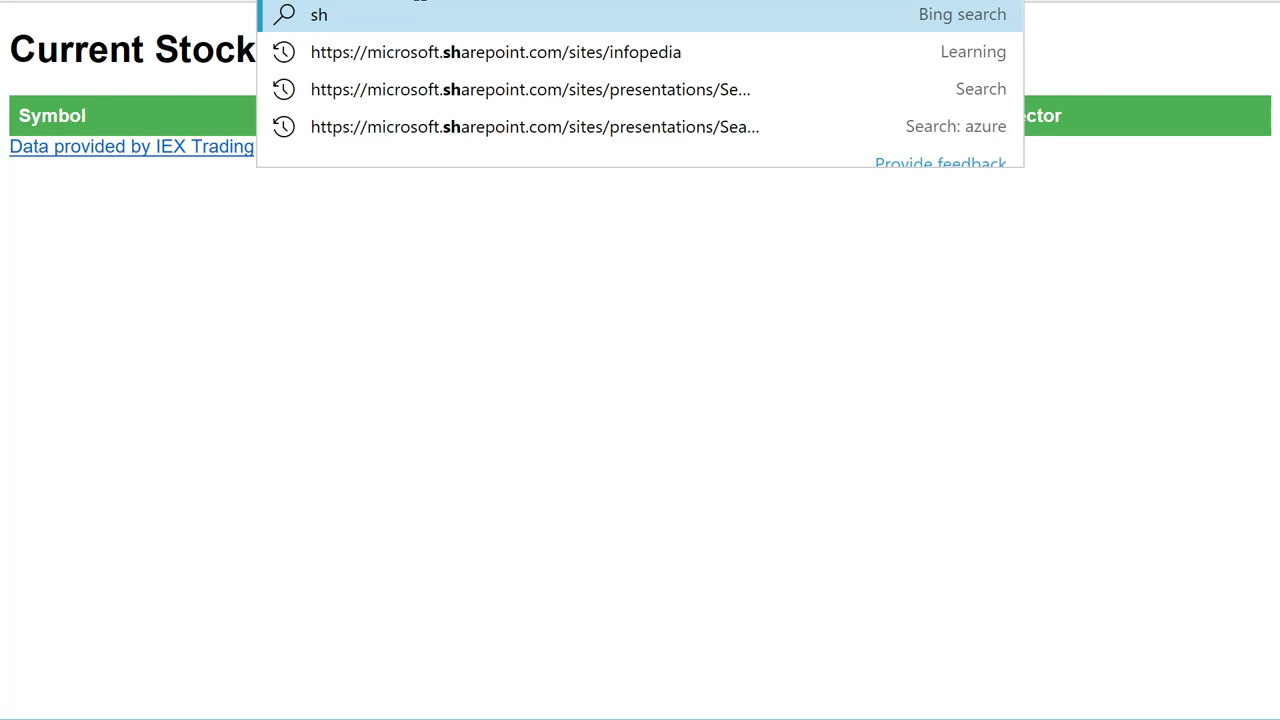 sh Bing search
https://microsoft.sharepoint.com/sites/infopedia Learning
https://microsoft.sharepoint.com/sites/presentations/Se... Search
https://microsoft.sharepoint.com/sites/presentations/Sea... Search: azure
Provide feedback
Current Stock
Symbol ector
Data provided by IEX Trading